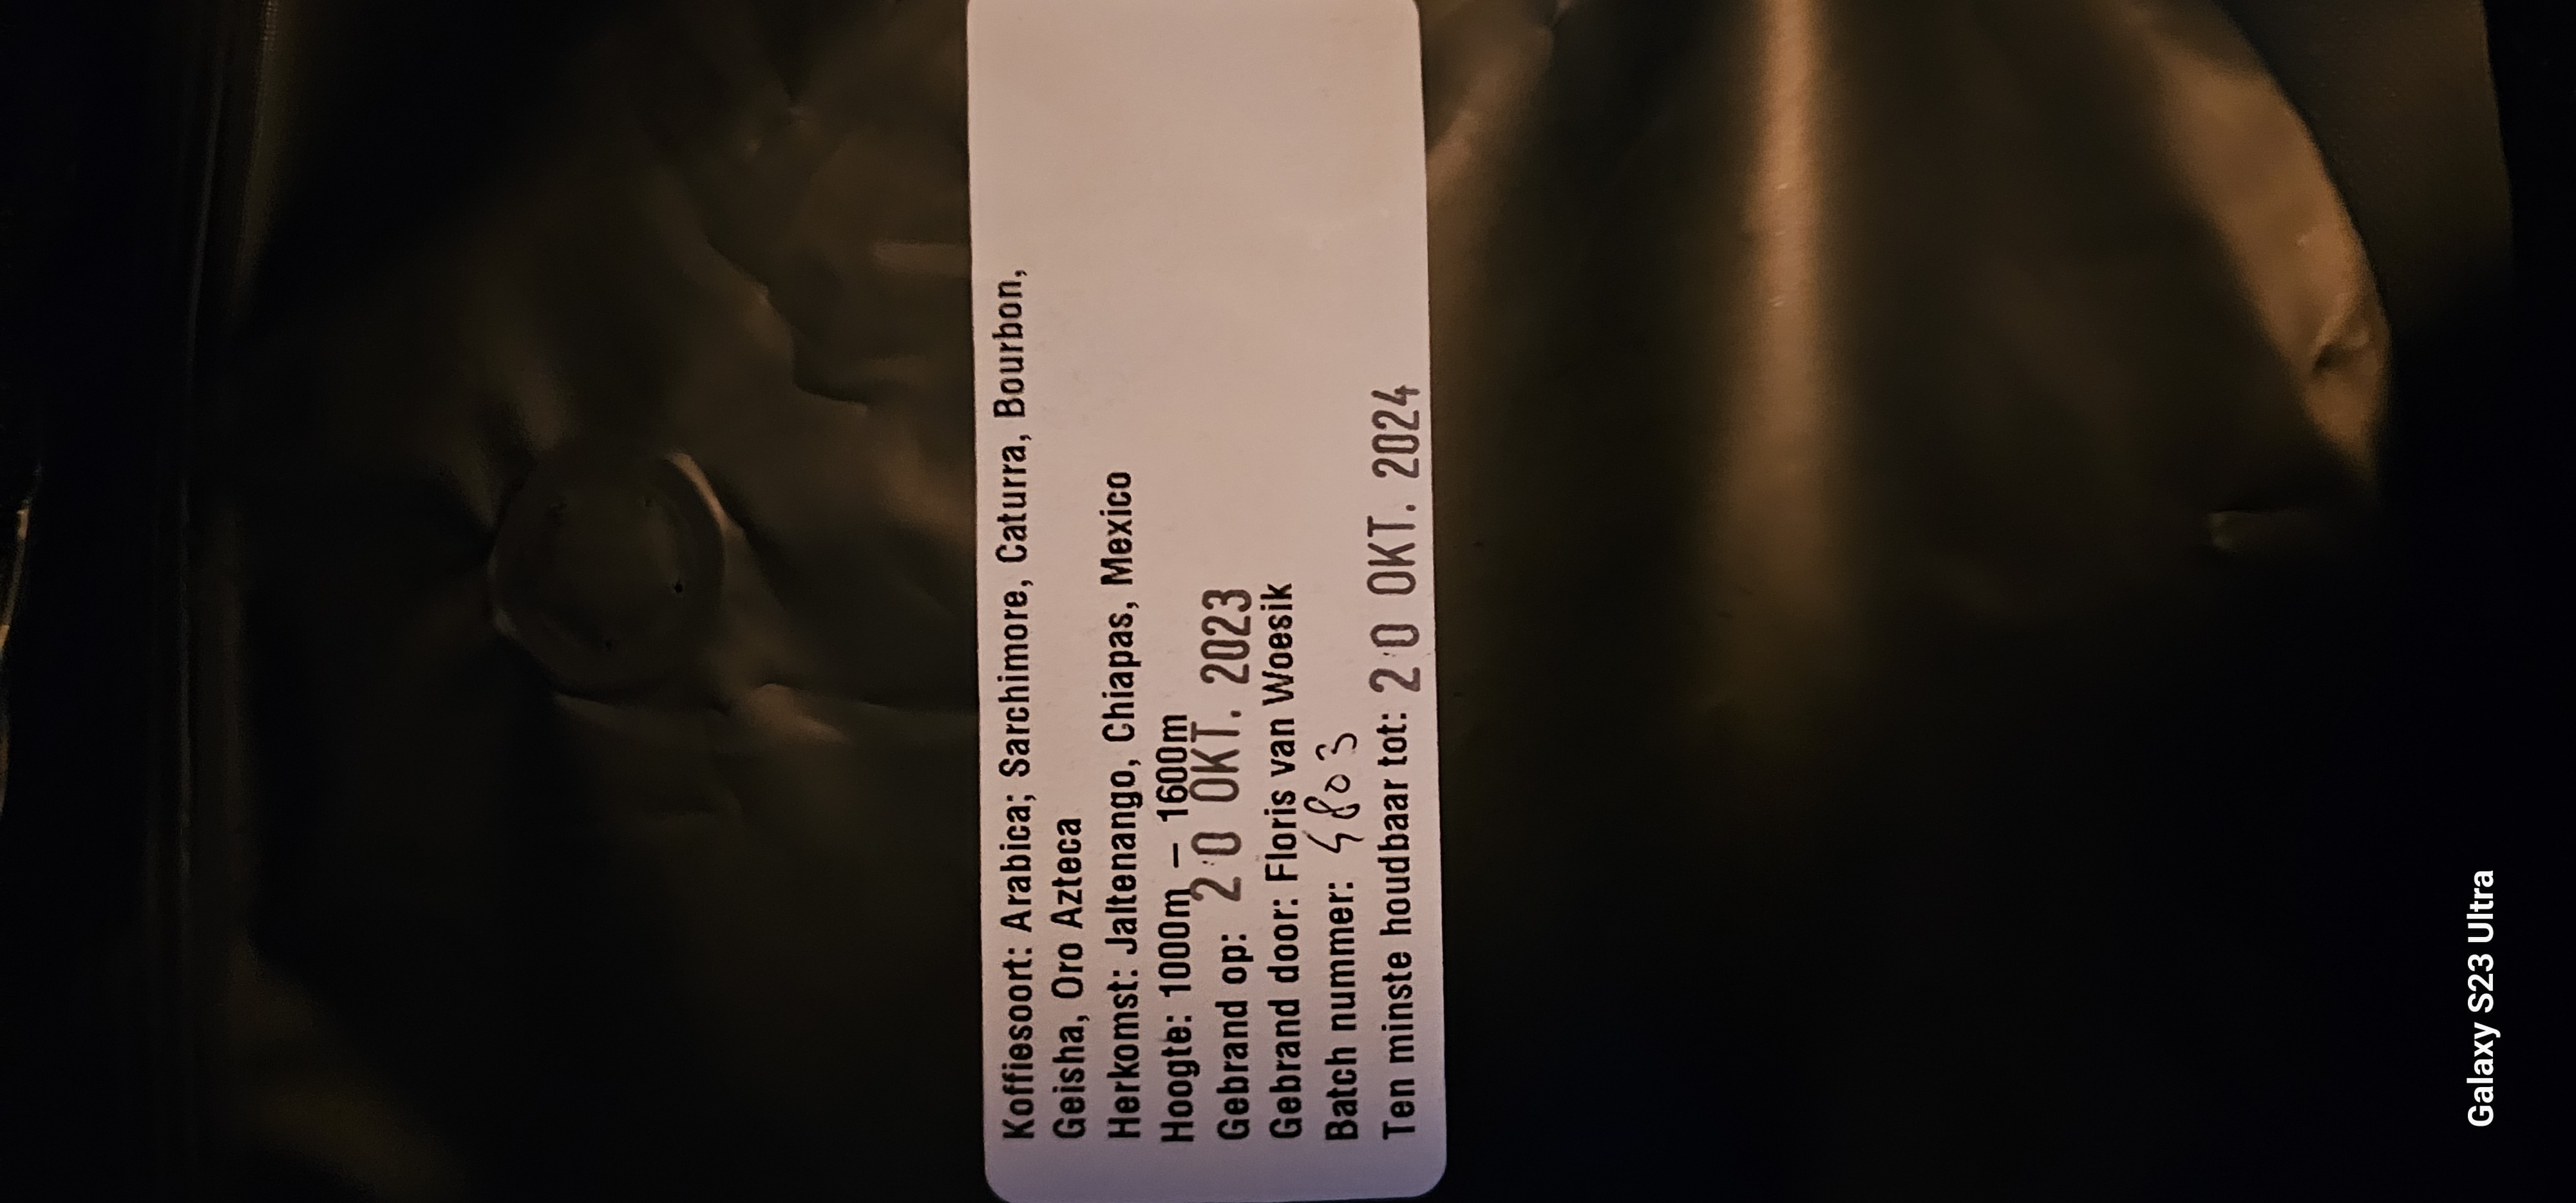 Koffiesoort: Arabica; Sarchimore, Caturra, Bourbon,
Geisha, Oro Azteca
Herkomst: Jaltenango, Chiapas, Mexico
Hoogte: 1000m – 1600m
Gebrand op: 20 OKT. 2023
Gebrand door: Floris van Woesik
Batch nummer: 4803
Ten minste houdbaar tot: 20 OKT. 2024
Galaxy S23 Ultra